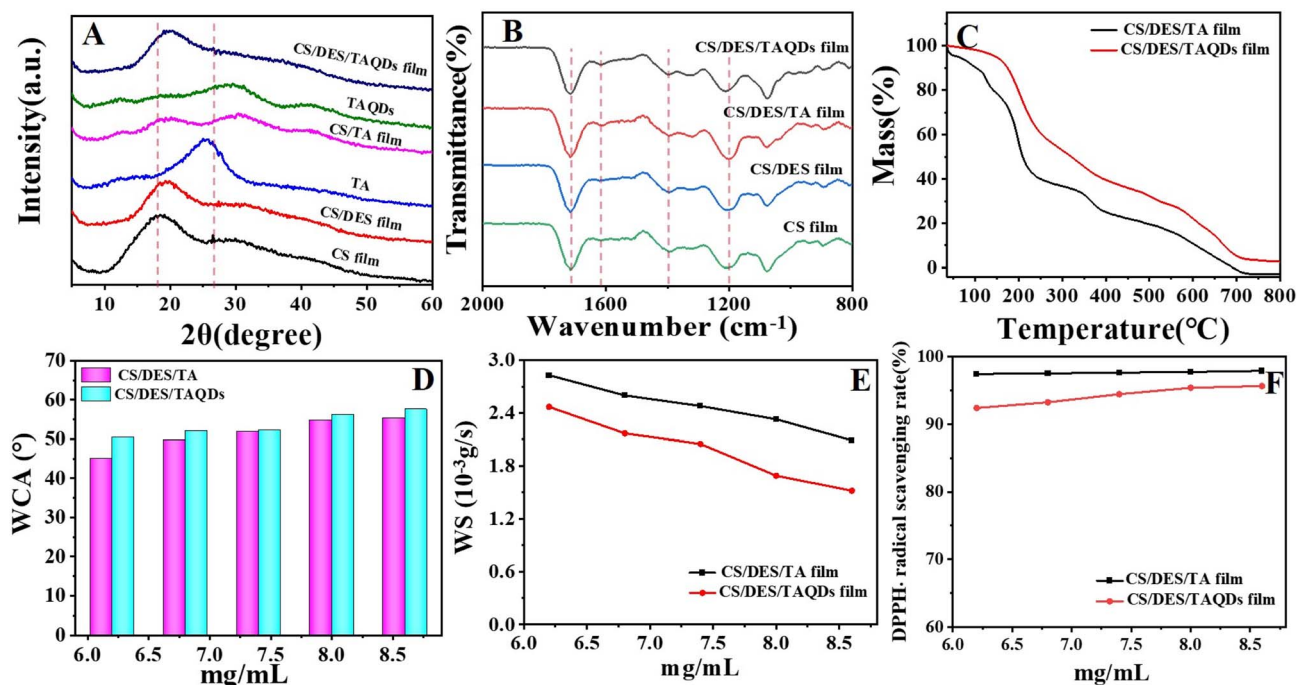 A
Intensity(a.u.)
CS/DES/TAQDs film
TAQDs
CS/TA film
TA
CS/DES film
CS film
10 20 30 40 50 60
2θ(degree)
B
Transmittance(%)
CS/DES/TAQDs film
CS/DES/TA film
CS/DES film
CS film
2000 1600 1200 800
Wavenumber (cm-1)
C
CS/DES/TA film
CS/DES/TAQDs film
Mass(%)
100
80
60
40
20
0
100 200 300 400 500 600 700 800
Temperature(°C)
D
CS/DES/TA
CS/DES/TAQDs
WCA (°)
70
60
50
40
30
20
10
0
6.0 6.5 7.0 7.5 8.0 8.5
mg/mL
E
WS (10-3g/s)
3.0
2.4
1.8
1.2
0.6
0.0
CS/DES/TA film
CS/DES/TAQDs film
6.0 6.5 7.0 7.5 8.0 8.5
mg/mL
F
DPPH· radical scavenging rate(%)
100
90
80
70
60
CS/DES/TA film
CS/DES/TAQDs film
6.0 6.5 7.0 7.5 8.0 8.5
mg/mL